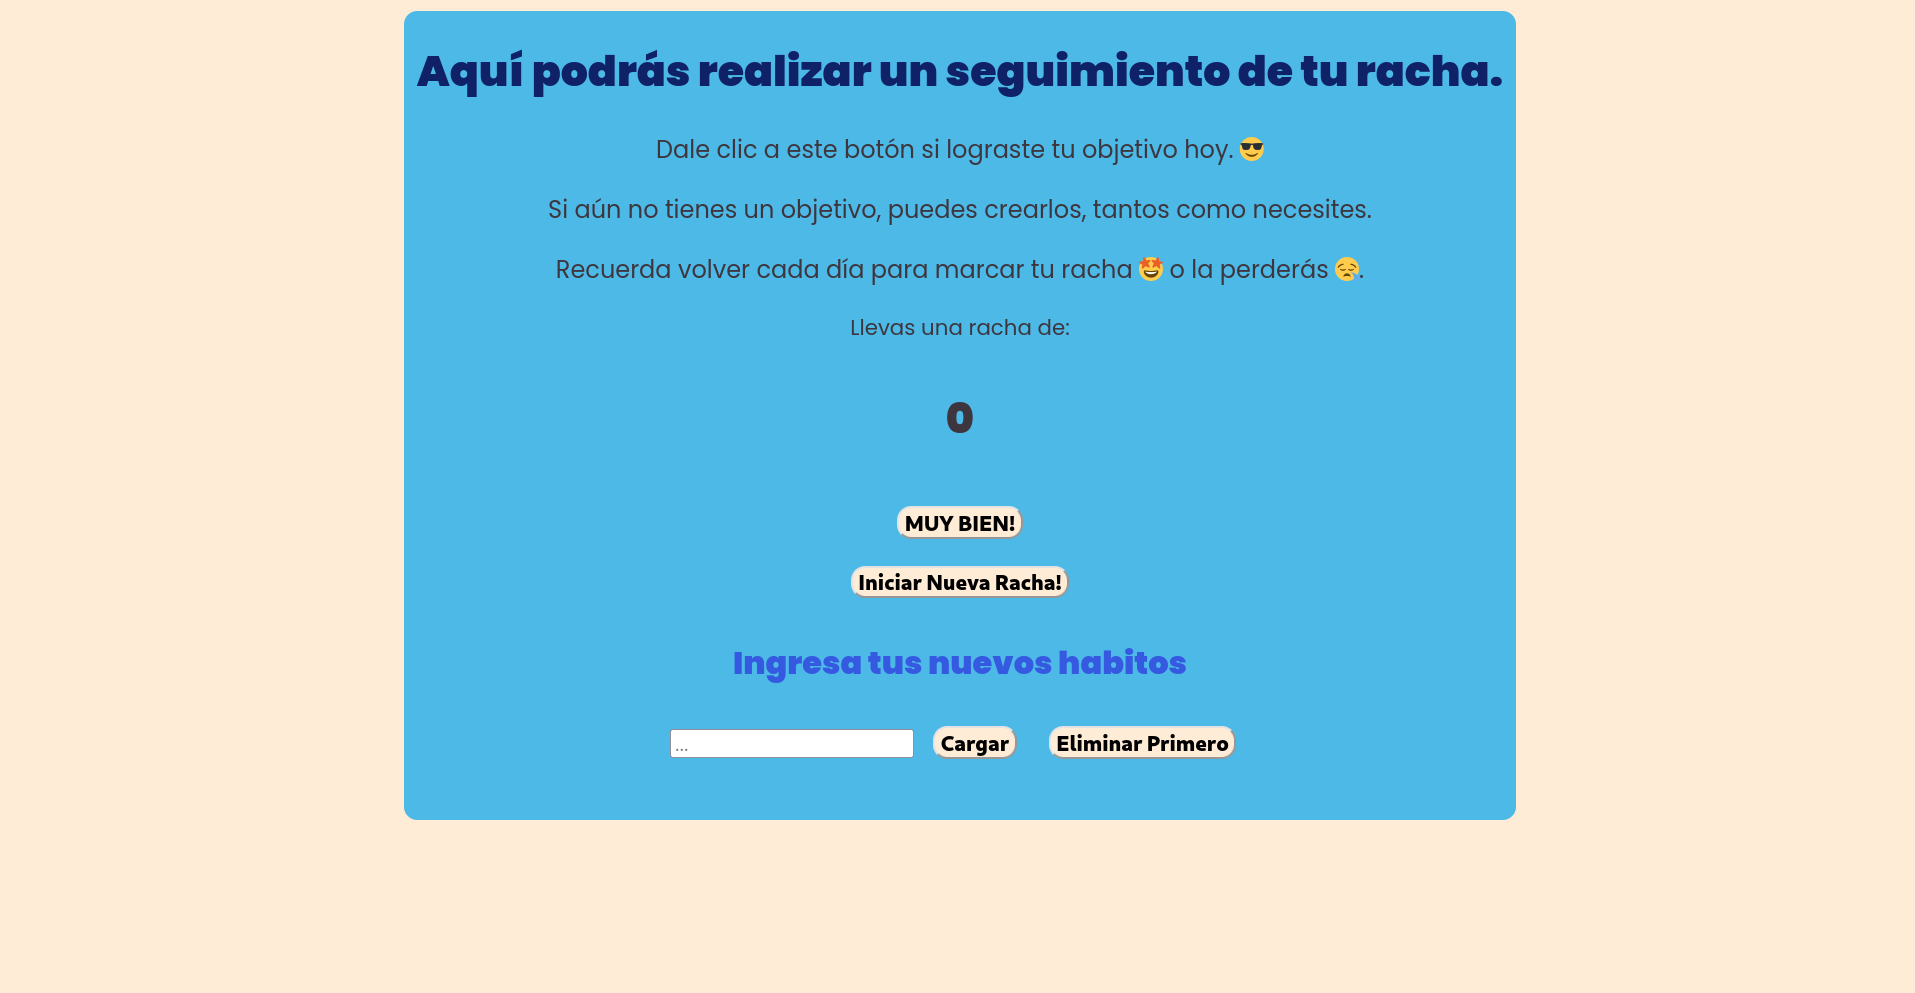 Aquí podrás realizar un seguimiento de tu racha.
Dale clic a este botón si lograste tu objetivo hoy. 😎
Si aún no tienes un objetivo, puedes crearlos, tantos como necesites.
Recuerda volver cada día para marcar tu racha 🤩 o la perderás 😪.
Llevas una racha de:
0
MUY BIEN!
Iniciar Nueva Racha!
Ingresa tus nuevos habitos
... Cargar Eliminar Primero